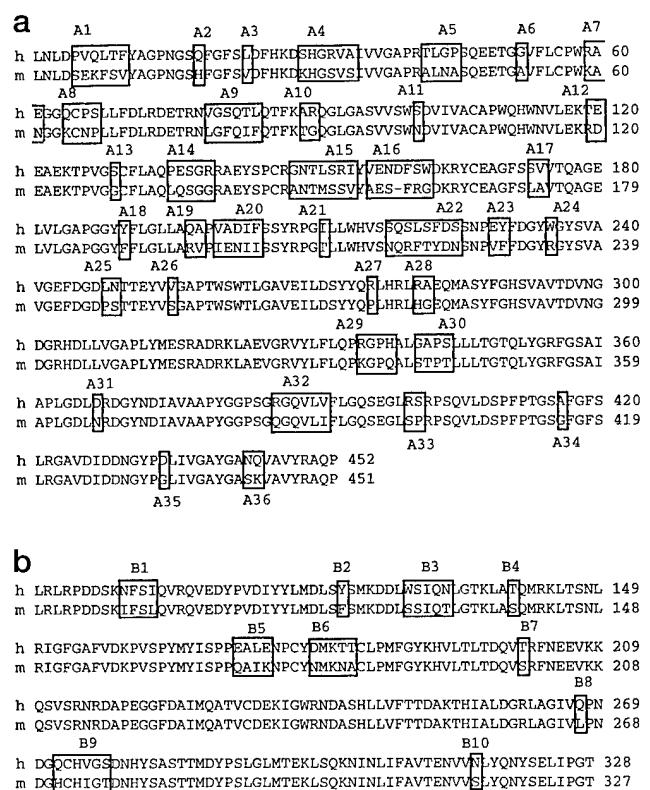 a
A1 A2 A3 A4 A5 A6 A7
h LNLDPVQLTFYAGPNGSQFGFSLDFHKDSHGRVAIVVGAPRTLGPSQEETGGVFLCPWRA 60
m LNLDSEKFSVYAGPNGSHFGFSVDFHKDKHGSVSIVVGAPRALNASQEETGAVFLCPWKA 60
A8 A9 A10 A11 A12
h EGGQCPSLLFDLRDETRNVGSQTLQTFKARQGLGASVVSWSDVIVACAPWQHWNVLEKTE 120
m NGGKCNPLLFDLRDETRNLGFQIFQTFKTGQGLGASVVSWNDVIVACAPWQHWNVLEKRD 120
A13 A14 A15 A16 A17
h EAEKTPVGSCFLAQPESGRRAEYSPCRGNTLSRIYVENDFSWDKRYCEAGFSSVVTQAGE 180
m EAEKTPVGGCFLAQLQSGGRAEYSPCRANTMSSVYAES-FRGDKRYCEAGFSLAVTQAGE 179
A18 A19 A20 A21 A22 A23 A24
h LVLGAPGGYYFLGLLAQAPVADIFSSYRPGILLWHVSSQSLSFDSSNPEYFDGYWGYSVA 240
m LVLGAPGGYFFLGLLARVPIENIISSYRPGTLLWHVSNQRFTYDNSNPVFFDGYRGYSVA 239
A25 A26 A27 A28
h VGEFDGDLNTTEYVVGAPTWSWTLGAVEILDSYYQRLHRLRAEQMASYFGHSVAVTDVNG 300
m VGEFDGDPSTTEYVSGAPTWSWTLGAVEILDSYYQPLHRLHGEQMASYFGHSVAVTDVNG 299
A29 A30
h DGRHDLLVGAPLYMESRADRKLAEVGRVYLFLQPRGPHALGAPSLLLTGTQLYGRFGSAI 360
m DGRHDLLVGAPLYMESRADRKLAEVGRVYLFLQPKGPQALSTPTLLLTGTQLYGRFGSAI 359
A31 A32
h APLGDLDRDGYNDIAVAAPYGGPSGRGQVLVFLGQSEGLRSRPSQVLDSPFPTGSAFGFS 420
m APLGDLNRDGYNDIAVAAPYGGPSGQGQVLIFLGQSEGLSPRPSQVLDSPFPTGSGFGFS 419
A33 A34
h LRGAVDIDDNGYPDLIVGAYGANQVAVYRAQP 452
m LRGAVDIDDNGYPGLIVGAYGASKVAVYRAQP 451
A35 A36
b
B1 B2 B3 B4
h LRLRPDDSKNFSIQVRQVEDYPVDIYYLMDLSYSMKDDLWSIQNLGTKLATQMRKLTSNL 149
m LRLRPDDSKIFSLQVRQVEDYPVDIYYLMDLSFSMKDDLSSIQTLGTKLASQMRKLTSNL 148
B5 B6 B7
h RIGFGAFVDKPVSPYMYISPPEALENPCYDMKTTCLPMFGYKHVLTLTDQVTRFNEEVKK 209
m RIGFGAFVDKPVSPYMYISPPQAIKNPCYNMKNACLPMFGYKHVLTLTDQVSRFNEEVKK 208
B8
h QSVSRNRDAPEGGFDAIMQATVCDEKIGWRNDASHLLVFTTDAKTHIALDGRLAGIVQPN 269
m QSVSRNRDAPEGGFDAIMQATVCDEKIGWRNDASHLLVFTTDAKTHIALDGRLAGIVLPN 268
B9 B10
h DGQCHVGSDNHYSASTTMDYPSLGLMTEKLSQKNINLIFAVTENVVNLYQNYSELIPGT 328
m DGHCHIGTDNHYSASTTMDYPSLGLMTEKLSQKNINLIFAVTENVVSLYQNYSELIPGT 327